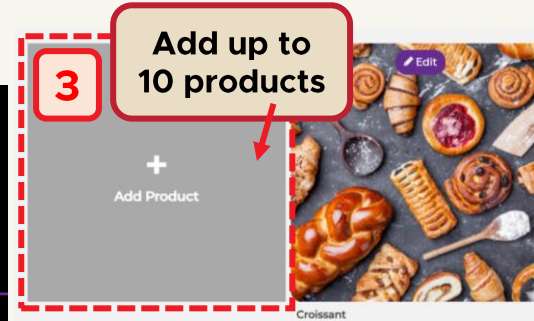 Add up to
10 products
3
Edit
Add Product
Croissant